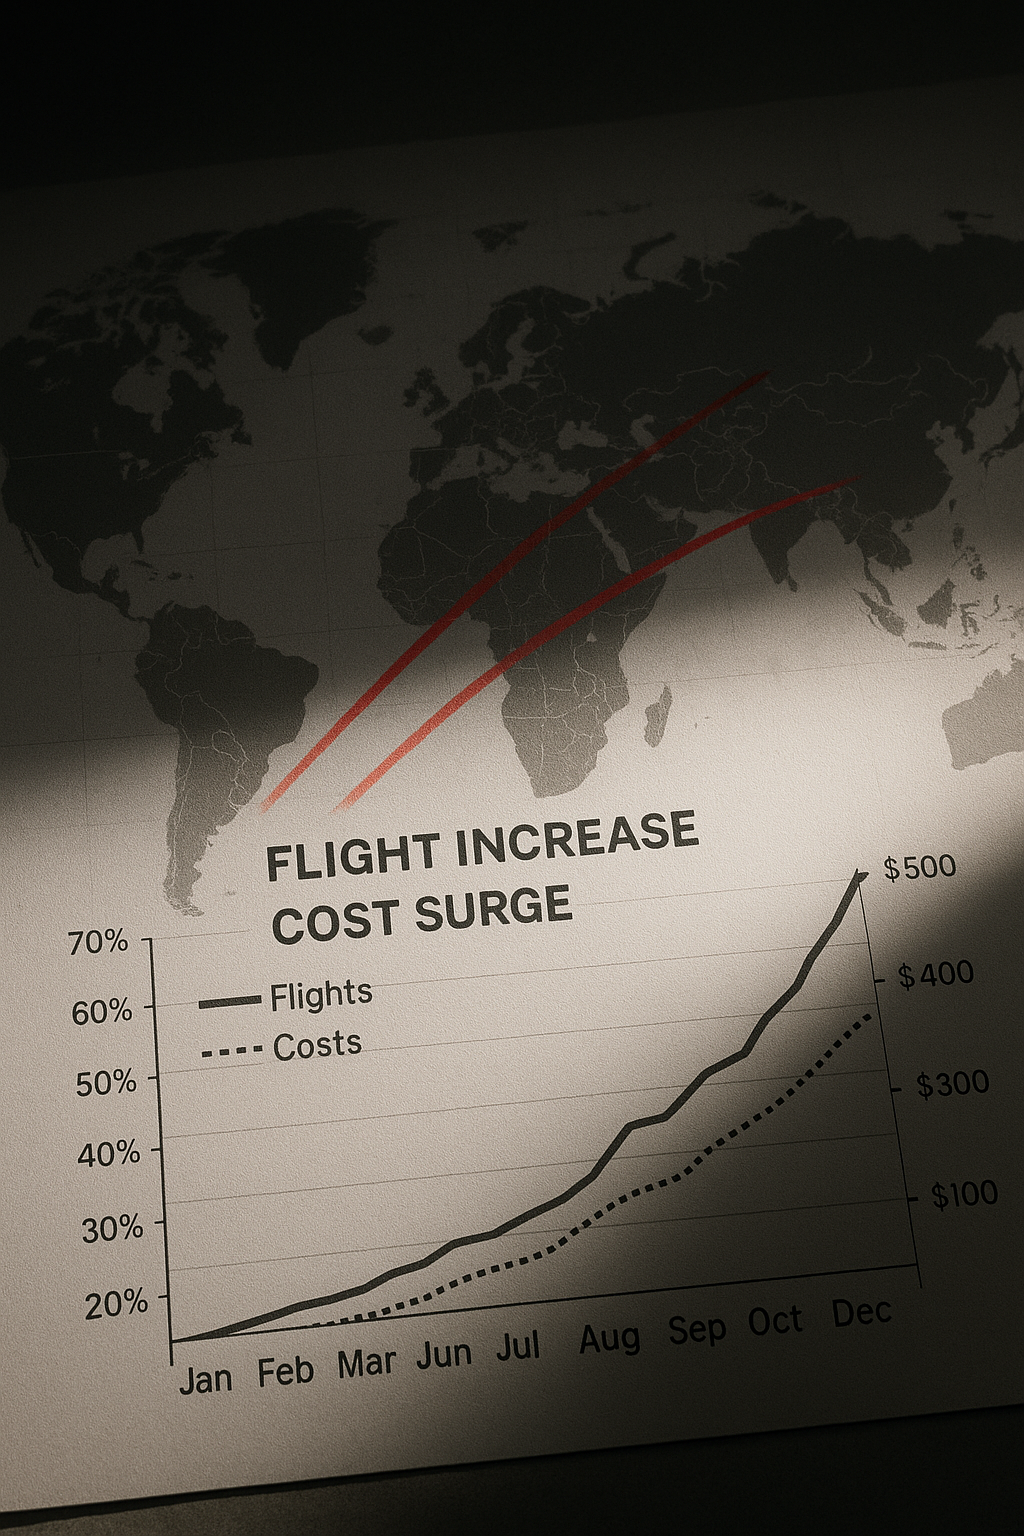 FLIGHT INCREASE
COST SURGE
Flights
Costs
70%
60%
50%
40%
30%
20%
$500
$400
$300
$100
Jan Feb Mar Jun Jul Aug Sep Oct Dec